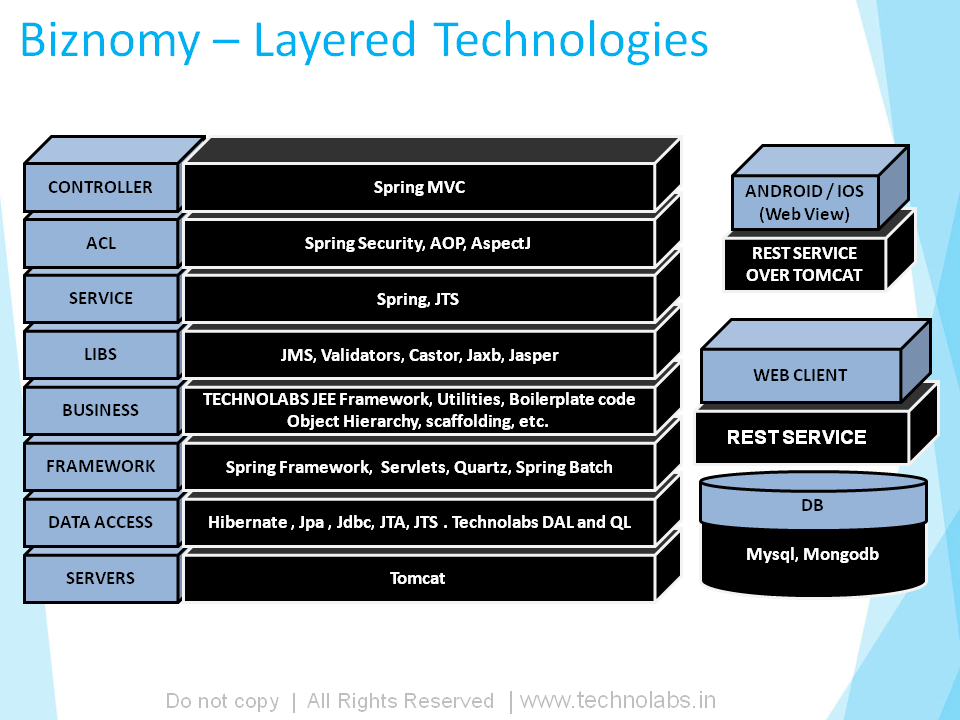 Biznomy – Layered Technologies
CONTROLLER
Spring MVC
ACL
Spring Security, AOP, AspectJ
SERVICE
Spring, JTS
LIBS
JMS, Validators, Castor, Jaxb, Jasper
BUSINESS
TECHNOLABS JEE Framework, Utilities, Boilerplate code
Object Hierarchy, scaffolding, etc.
FRAMEWORK
Spring Framework,  Servlets, Quartz, Spring Batch
DATA ACCESS
Hibernate , Jpa , Jdbc, JTA, JTS . Technolabs DAL and QL
SERVERS
Tomcat
ANDROID / IOS
(Web View)
REST SERVICE
OVER TOMCAT
WEB CLIENT
REST SERVICE
DB
Mysql, Mongodb
Do not copy | All Rights Reserved | www.technolabs.in